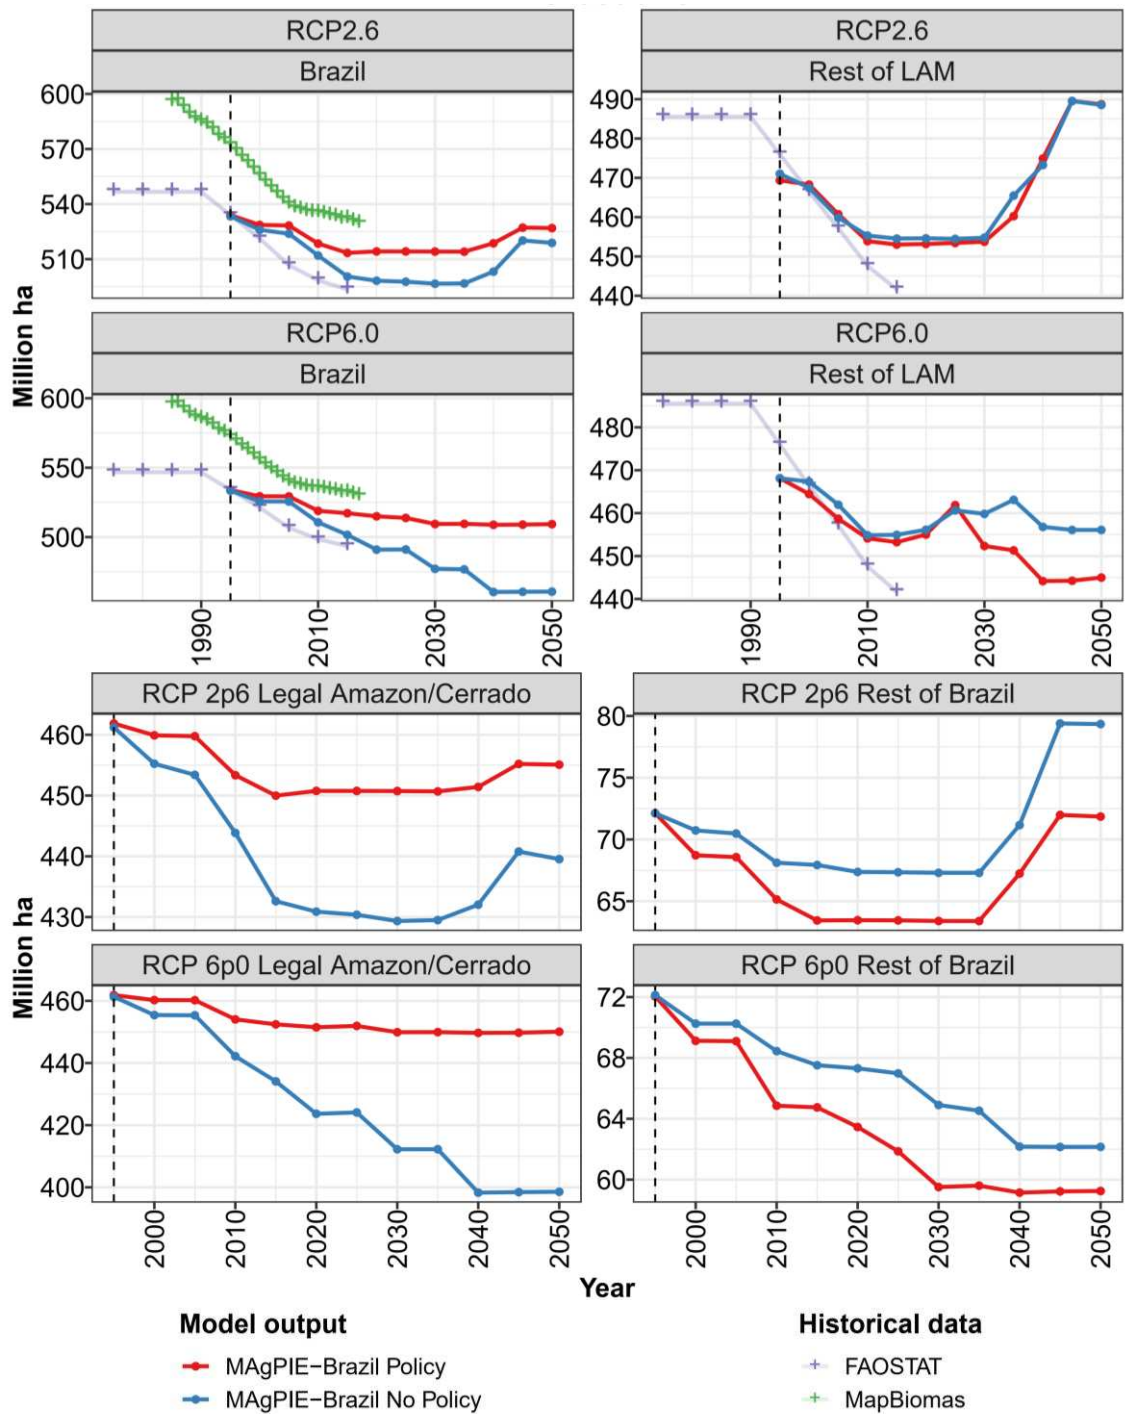 RCP2.6
Brazil
600
570
540
510
RCP2.6
Rest of LAM
490
480
470
460
450
440
Million ha
RCP6.0
Brazil
600
550
500
1990
2010
2030
2050
RCP6.0
Rest of LAM
480
470
460
450
440
1990
2010
2030
2050
RCP 2p6 Legal Amazon/Cerrado
460
450
440
430
RCP 2p6 Rest of Brazil
80
75
70
65
Million ha
RCP 6p0 Legal Amazon/Cerrado
460
440
420
400
2000
2010
2020
2030
2040
2050
RCP 6p0 Rest of Brazil
72
68
64
60
2000
2010
2020
2030
2040
2050
Year
Model output
MAgPIE−Brazil Policy
MAgPIE−Brazil No Policy
Historical data
FAOSTAT
MapBiomas